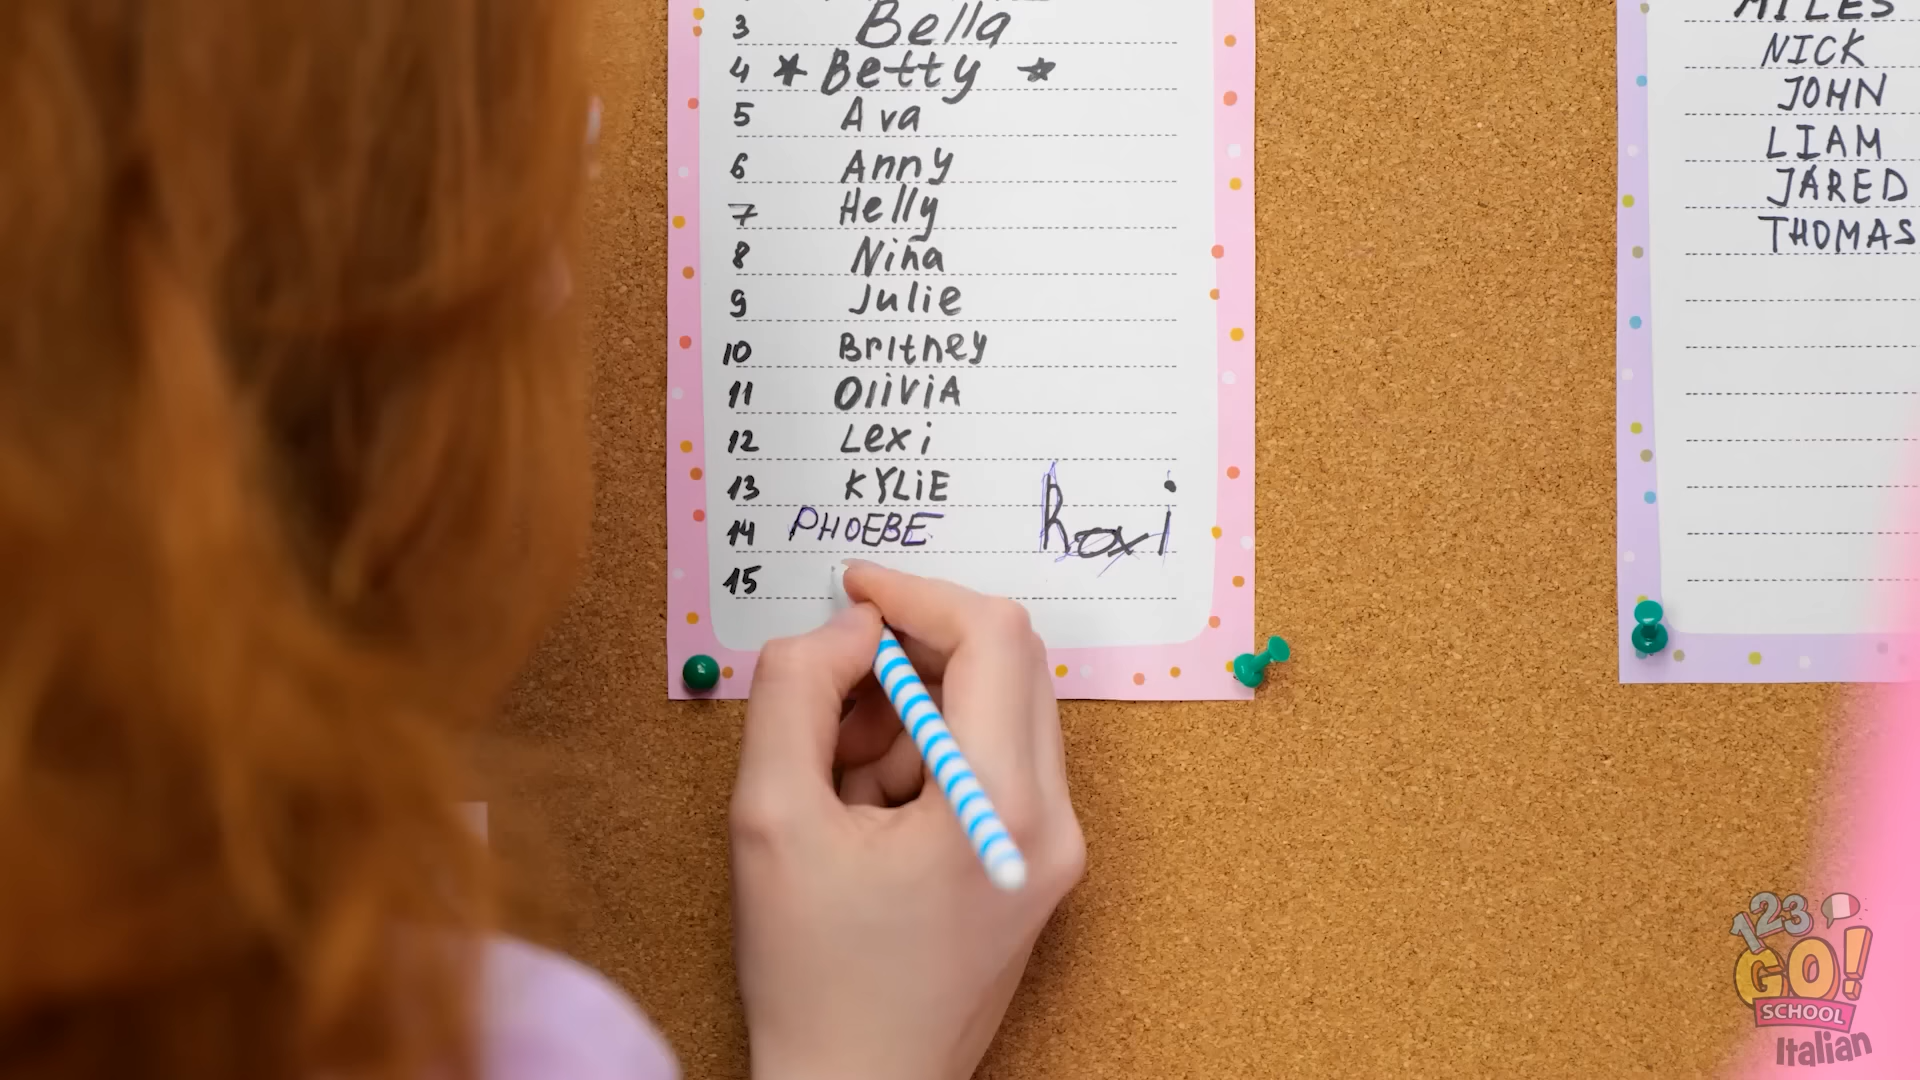 3 Bella
4 * Betty *
5 Ava
6 Anny
7 Helly
8 Nina
9 Julie
10 Britney
11 OliviA
12 Lexi
13 KYLiE
14 PHOEBE Roxi
15
MILES
NICK
JOHN
LIAM
JARED
THOMAS
123
GO!
SCHOOL
Italian